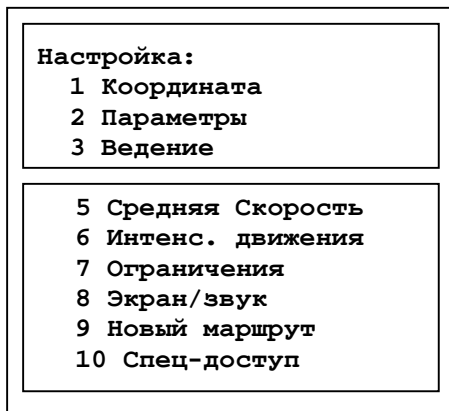 Настройка:
1 Координата
2 Параметры
3 Ведение
5 Средняя Скорость
6 Интенс. движения
7 Ограничения
8 Экран/звук
9 Новый маршрут
10 Спец-доступ